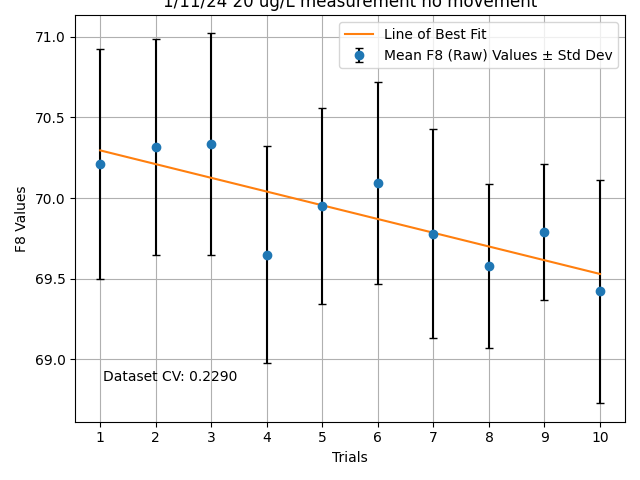 1/11/24 20 ug/L measurement no movement
71.0
70.5
70.0
69.5
69.0
F8 Values
Line of Best Fit
Mean F8 (Raw) Values ± Std Dev
Dataset CV: 0.2290
1 2 3 4 5 6 7 8 9 10
Trials